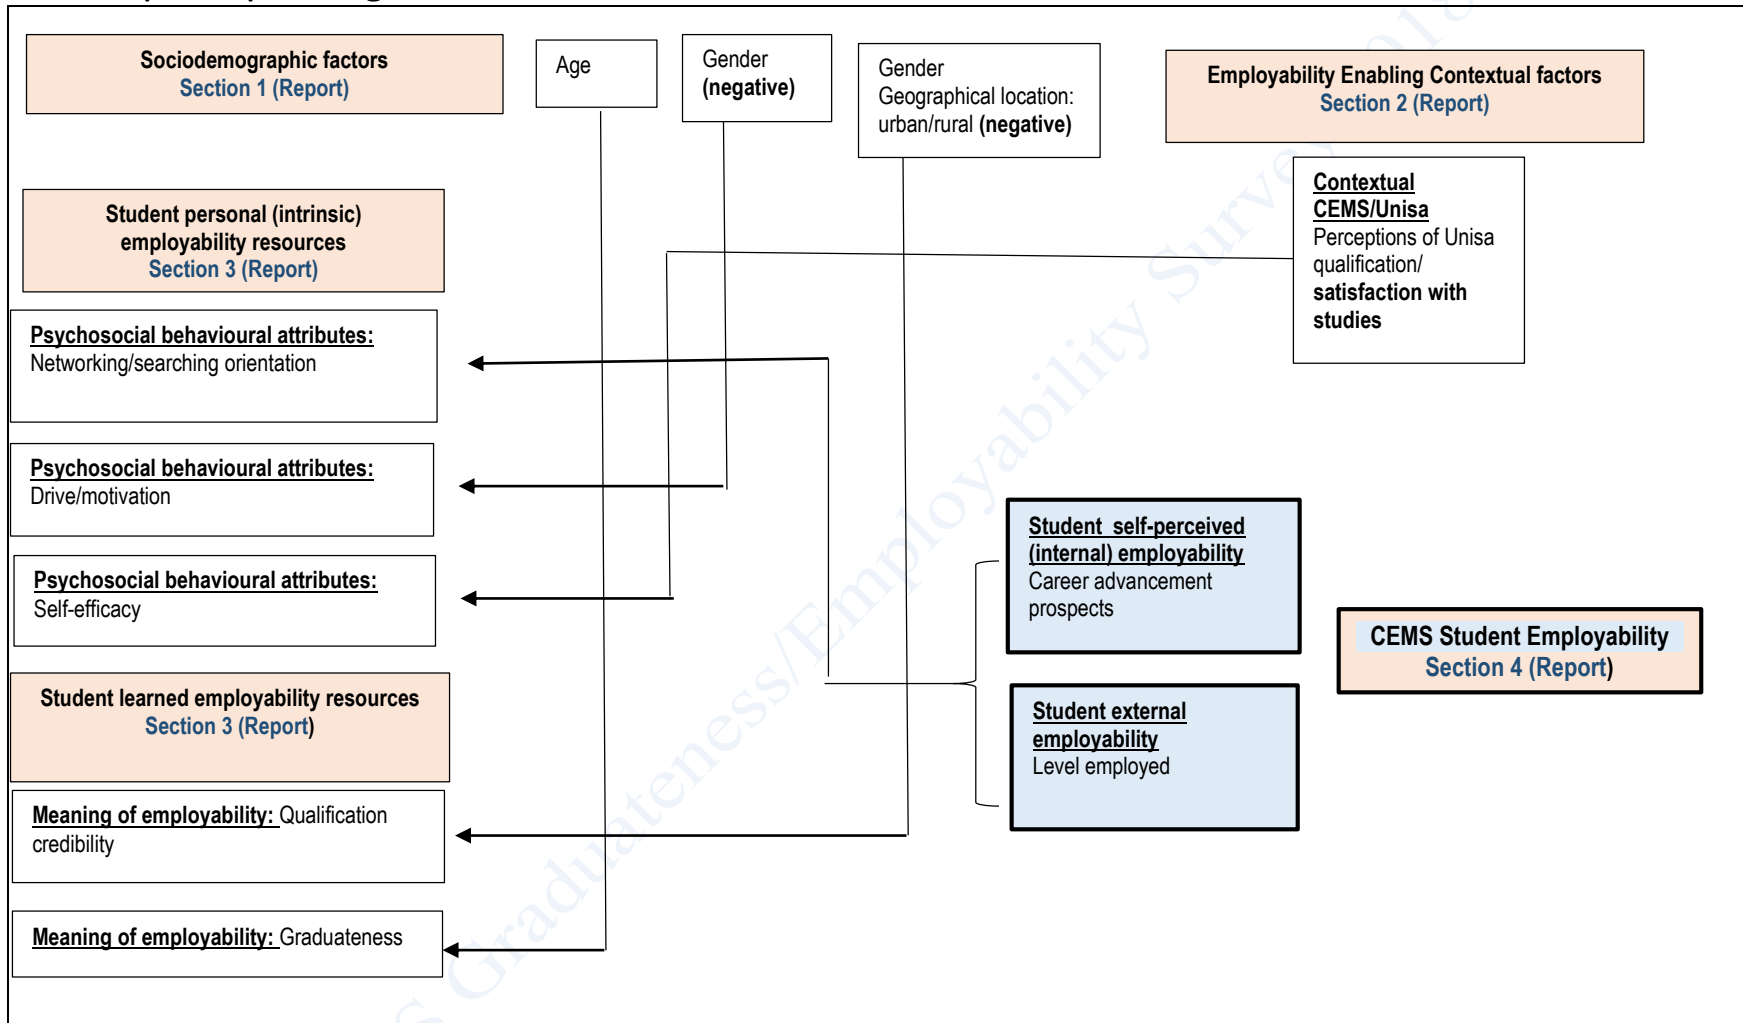 Sociodemographic factors
Section 1 (Report)
Age
Gender
(negative)
Gender
Geographical location:
urban/rural (negative)
Employability Enabling Contextual factors
Section 2 (Report)
Contextual
CEMS/Unisa
Perceptions of Unisa
qualification/
satisfaction with
studies
Student personal (intrinsic)
employability resources
Section 3 (Report)
Psychosocial behavioural attributes:
Networking/searching orientation
Psychosocial behavioural attributes:
Drive/motivation
Psychosocial behavioural attributes:
Self-efficacy
Student learned employability resources
Section 3 (Report)
Meaning of employability: Qualification
credibility
Meaning of employability: Graduateness
Student self-perceived
(internal) employability
Career advancement
prospects
Student external
employability
Level employed
CEMS Student Employability
Section 4 (Report)
S Graduateness/Employability Survey